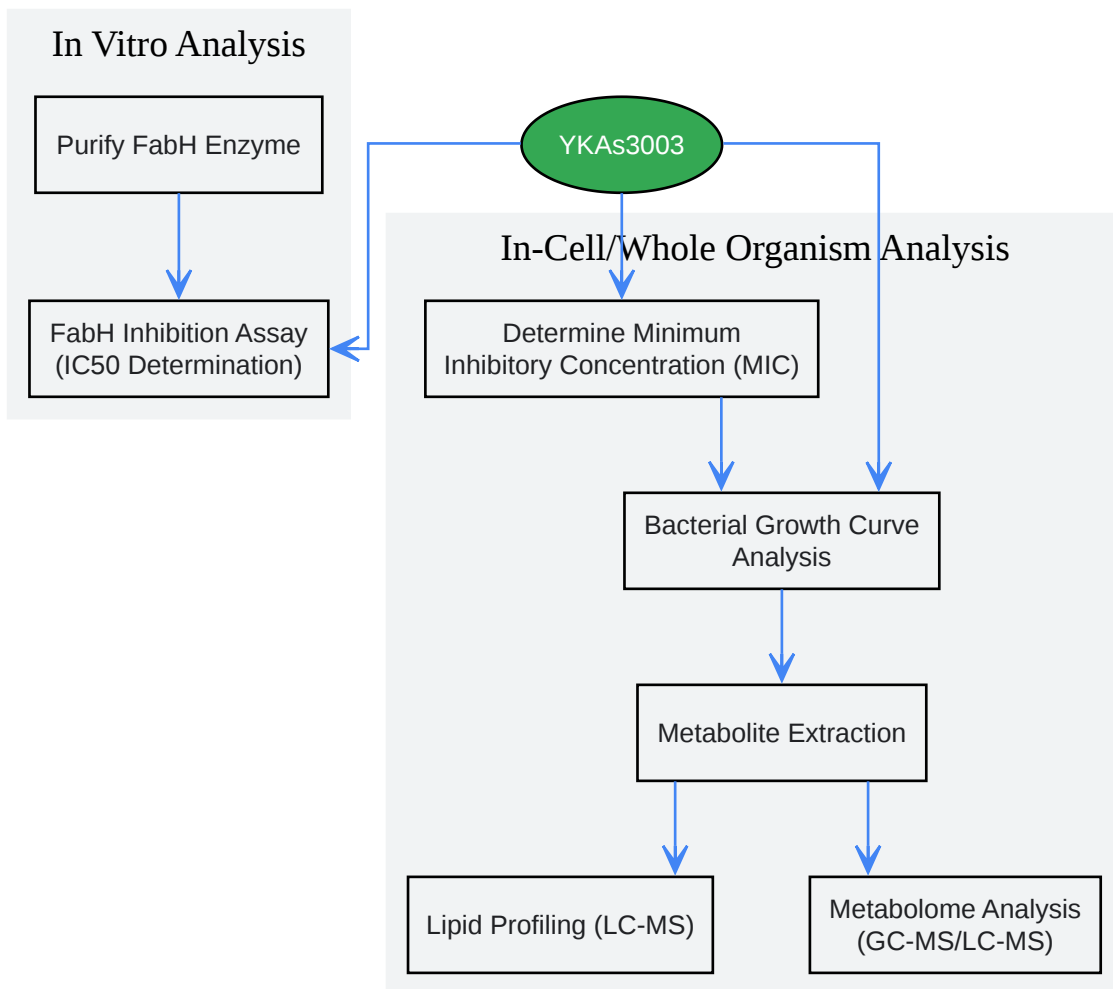 In Vitro Analysis
Purify FabH Enzyme
YKAs3003
In-Cell/Whole Organism Analysis
FabH Inhibition Assay
(IC50 Determination)
Determine Minimum
Inhibitory Concentration (MIC)
Bacterial Growth Curve
Analysis
Metabolite Extraction
Lipid Profiling (LC-MS)
Metabolome Analysis
(GC-MS/LC-MS)